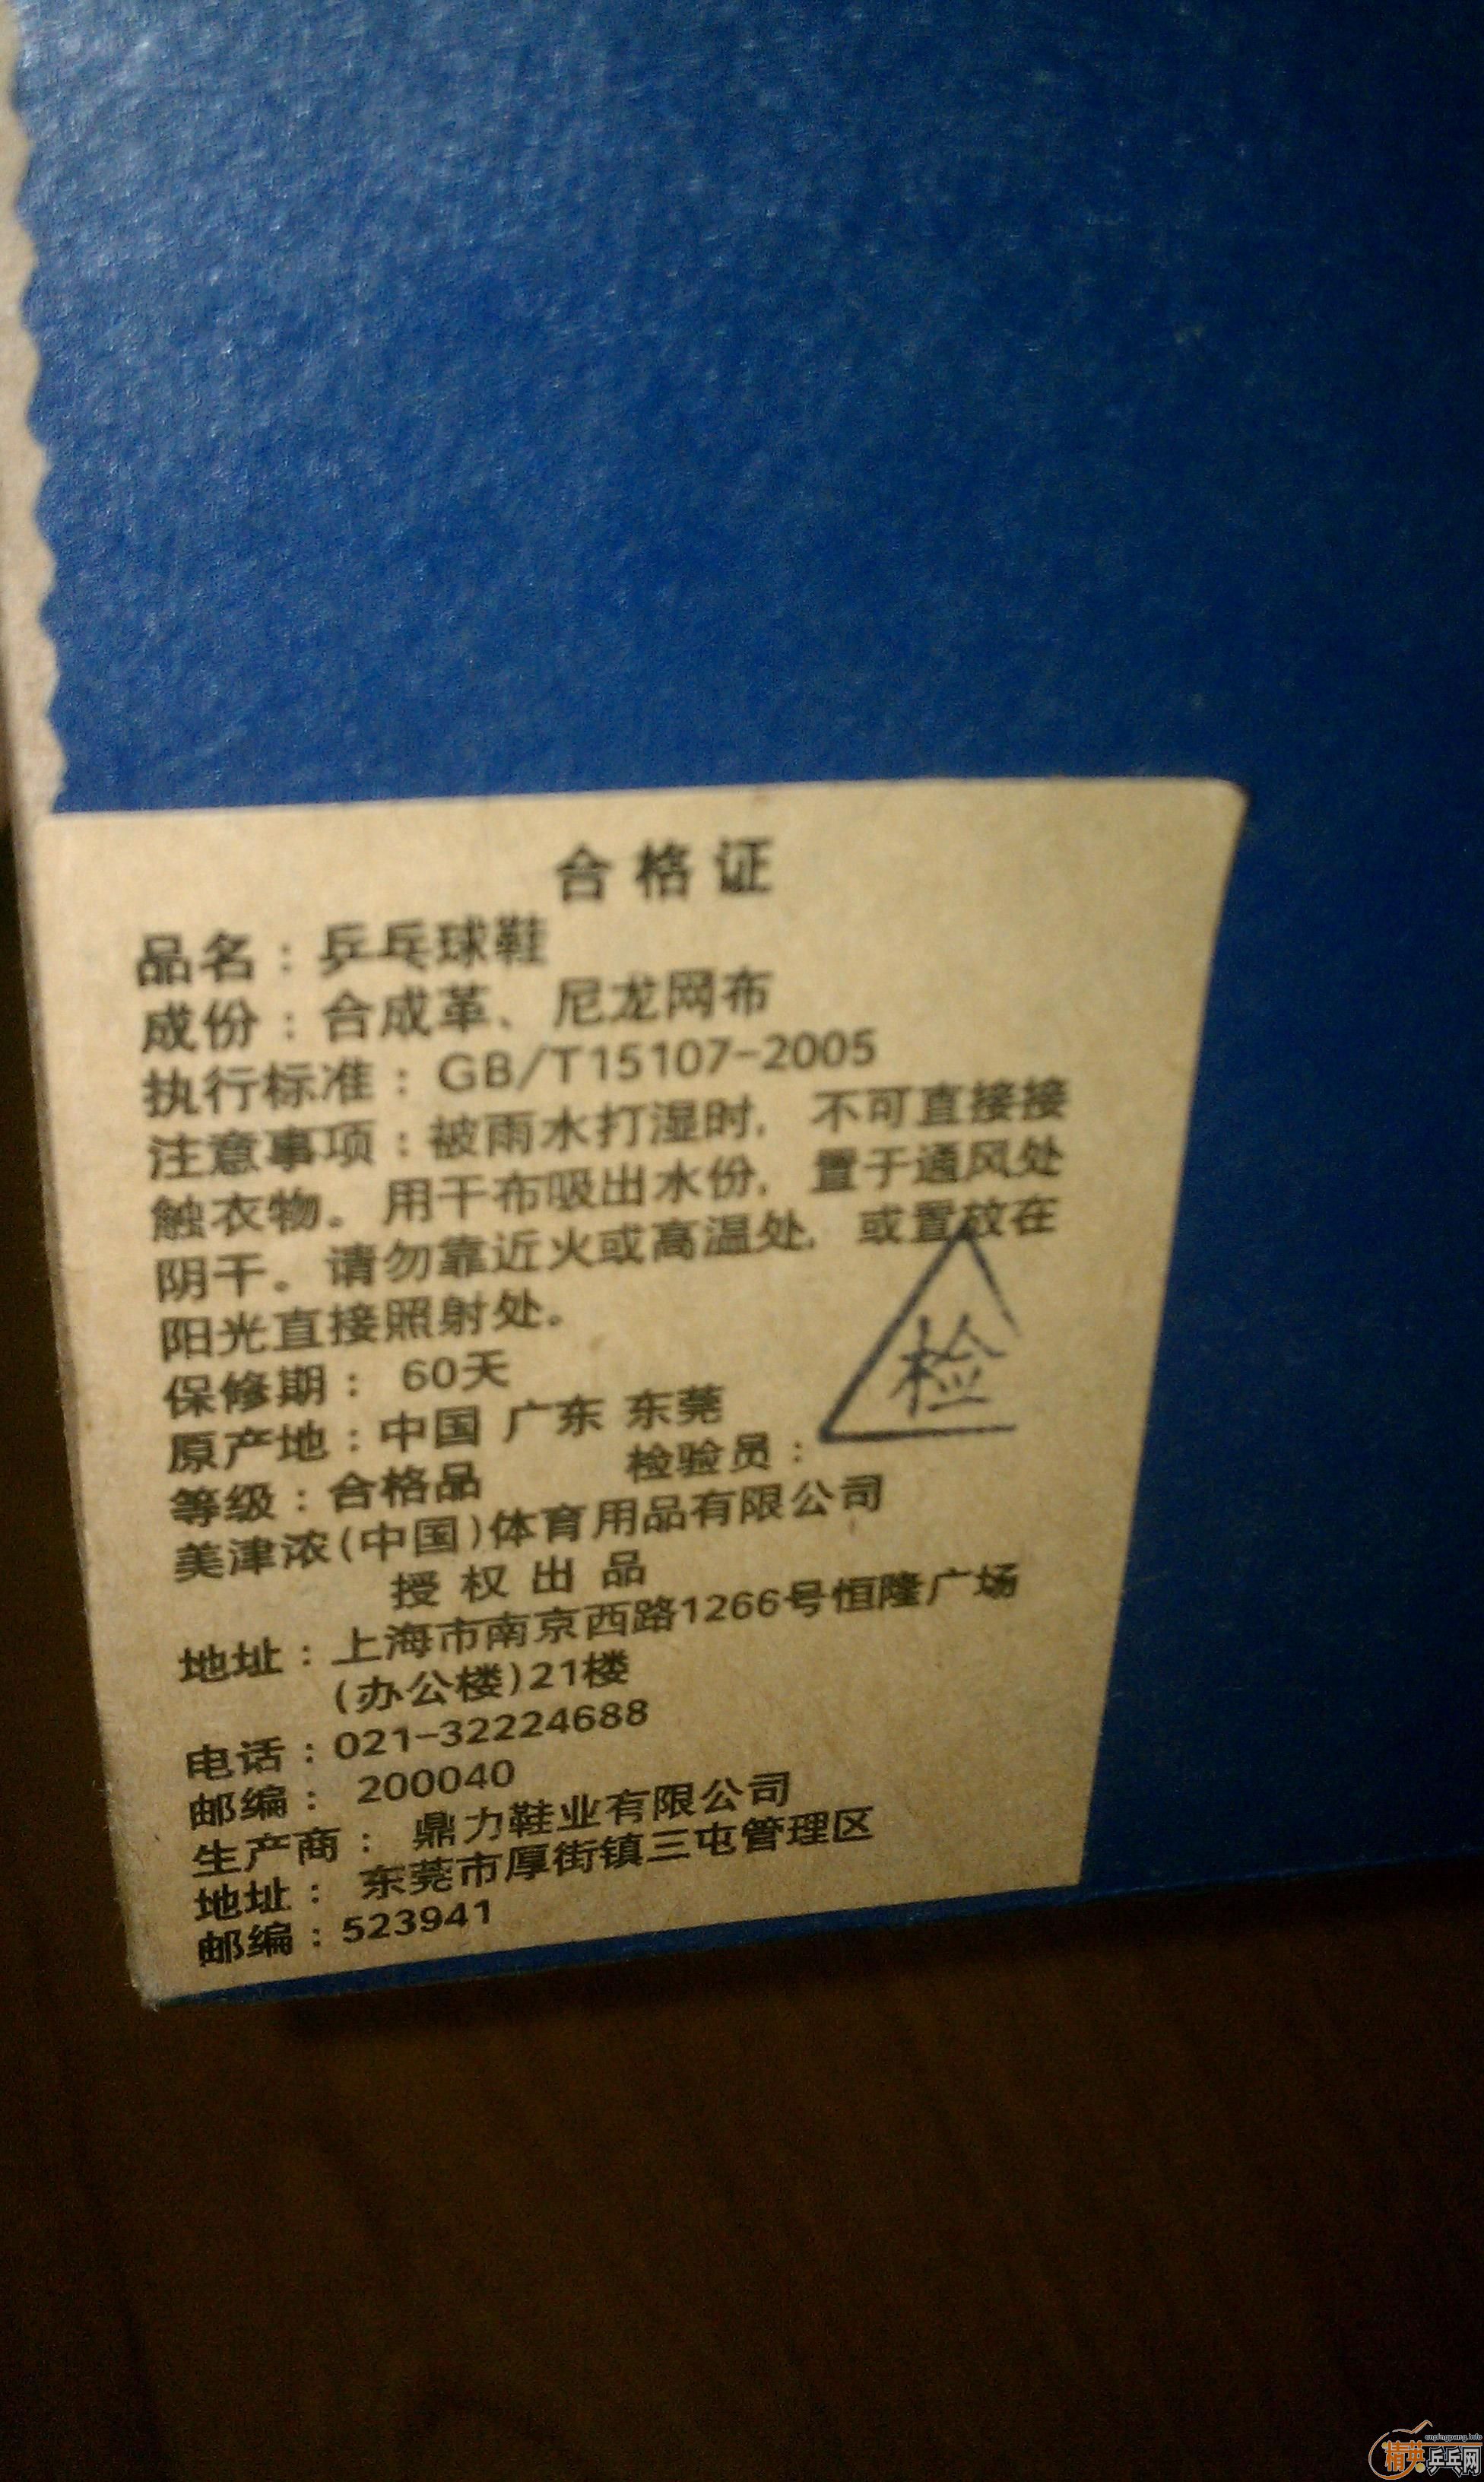 合格证
品名：乒乓球鞋
成份：合成革、尼龙网布
执行标准：GB/T15107-2005
注意事项：被雨水打湿时，不可直接接
触衣物。用干布吸出水份，置于通风处
阴干。请勿靠近火或高温处，或置放在
阳光直接照射处。
保修期： 60天
原产地：中国 广东 东莞
等级：合格品 检验员：
检
美津浓(中国)体育用品有限公司
授权出品
地址：上海市南京西路1266号恒隆广场
(办公楼)21楼
电话：021-32224688
邮编： 200040
生产商： 鼎力鞋业有限公司
地址： 东莞市厚街镇三屯管理区
邮编：523941
精英乒乓网